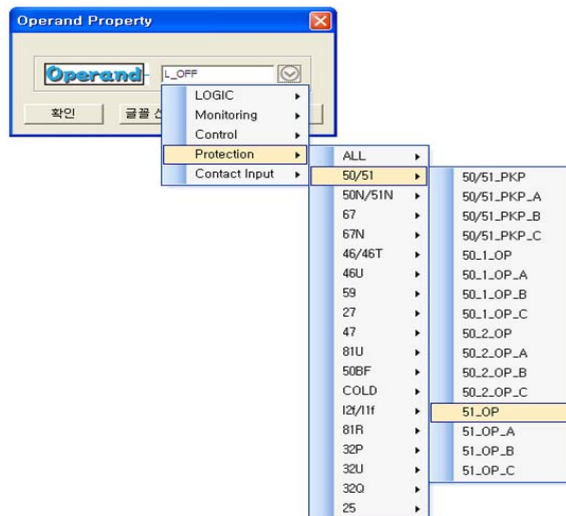 Operand Property
Operand
L_OFF
확인
글꼴
LOGIC
Monitoring
Control
Protection
Contact Input
ALL
50/51
50N/51N
67
67N
46/46T
46U
59
27
47
81U
50BF
COLD
I2f/I1f
81R
32P
32U
32Q
25
50/51_PKP
50/51_PKP_A
50/51_PKP_B
50/51_PKP_C
50_1_OP
50_1_OP_A
50_1_OP_B
50_1_OP_C
50_2_OP
50_2_OP_A
50_2_OP_B
50_2_OP_C
51_OP
51_OP_A
51_OP_B
51_OP_C